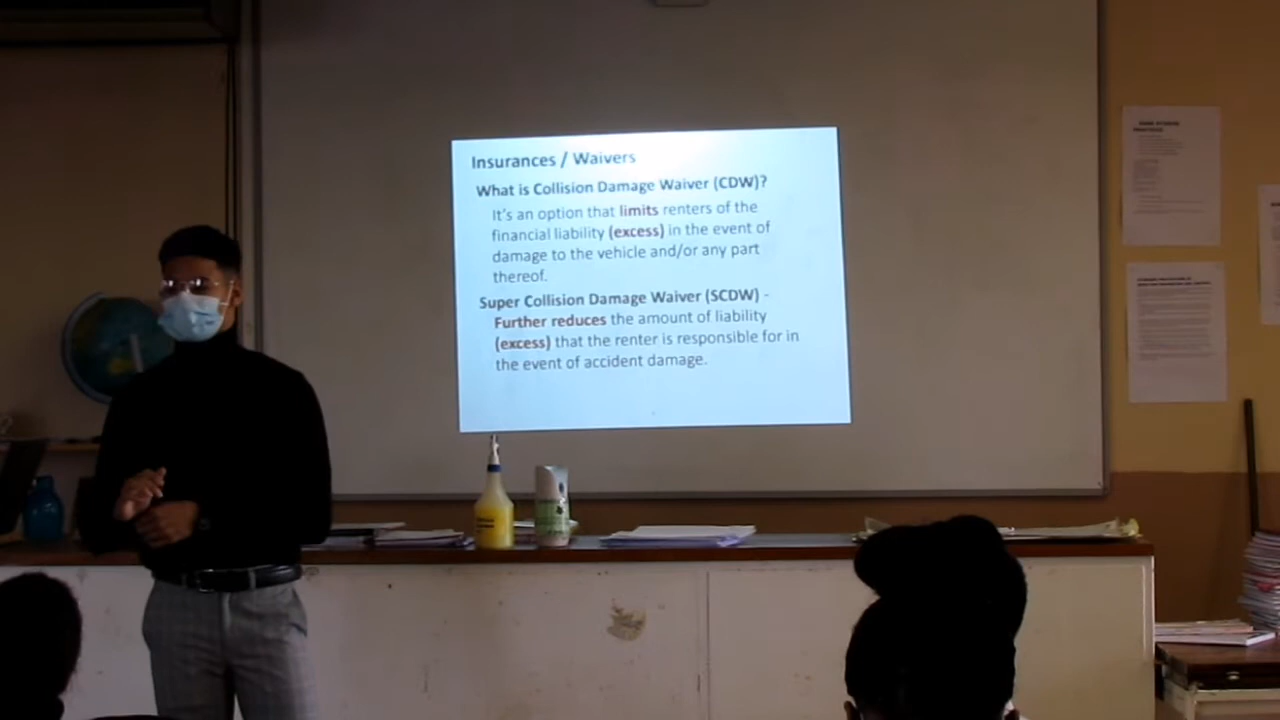 Insurances / Waivers
What is Collision Damage Waiver (CDW)?
It's an option that limits renters of the
financial liability (excess) in the event of
damage to the vehicle and/or any part
thereof.
Super Collision Damage Waiver (SCDW) -
Further reduces the amount of liability
(excess) that the renter is responsible for in
the event of accident damage.